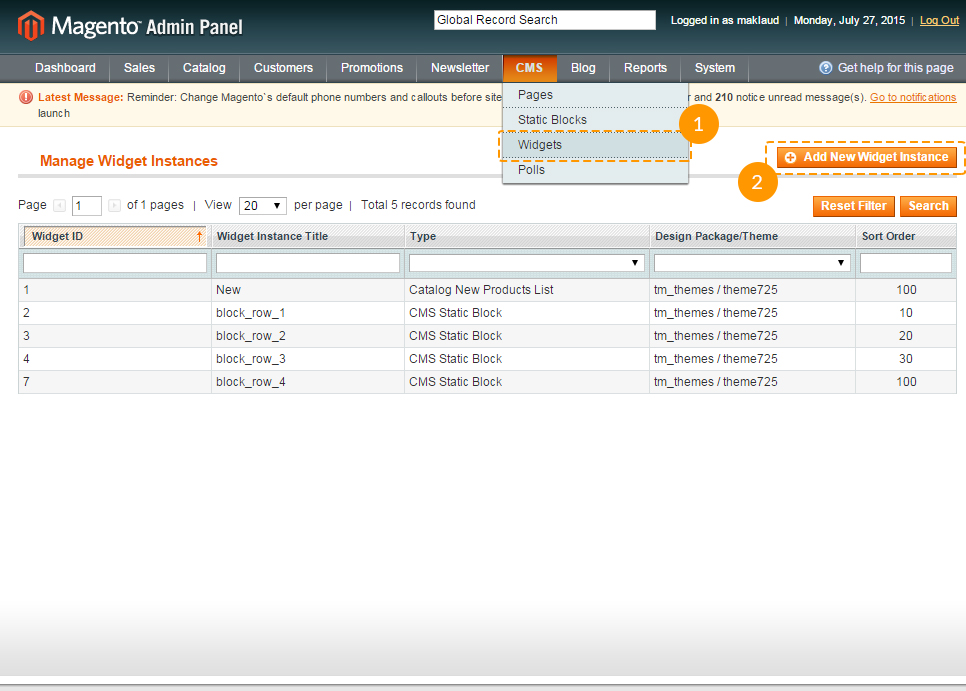 Magento™ Admin Panel
Global Record Search
Logged in as maklaud | Monday, July 27, 2015 | Log Out
Dashboard Sales Catalog Customers Promotions Newsletter CMS Blog Reports System Get help for this page
Latest Message: Reminder: Change Magento`s default phone numbers and callouts before site and 210 notice unread message(s). Go to notifications
launch
Pages
Static Blocks
1
Widgets
Polls
Manage Widget Instances
Add New Widget Instance
2
Page 1 of 1 pages | View 20 per page | Total 5 records found
Reset Filter Search
Widget ID Widget Instance Title Type Design Package/Theme Sort Order
1 New Catalog New Products List tm_themes / theme725 100
2 block_row_1 CMS Static Block tm_themes / theme725 10
3 block_row_2 CMS Static Block tm_themes / theme725 20
4 block_row_3 CMS Static Block tm_themes / theme725 30
7 block_row_4 CMS Static Block tm_themes / theme725 100